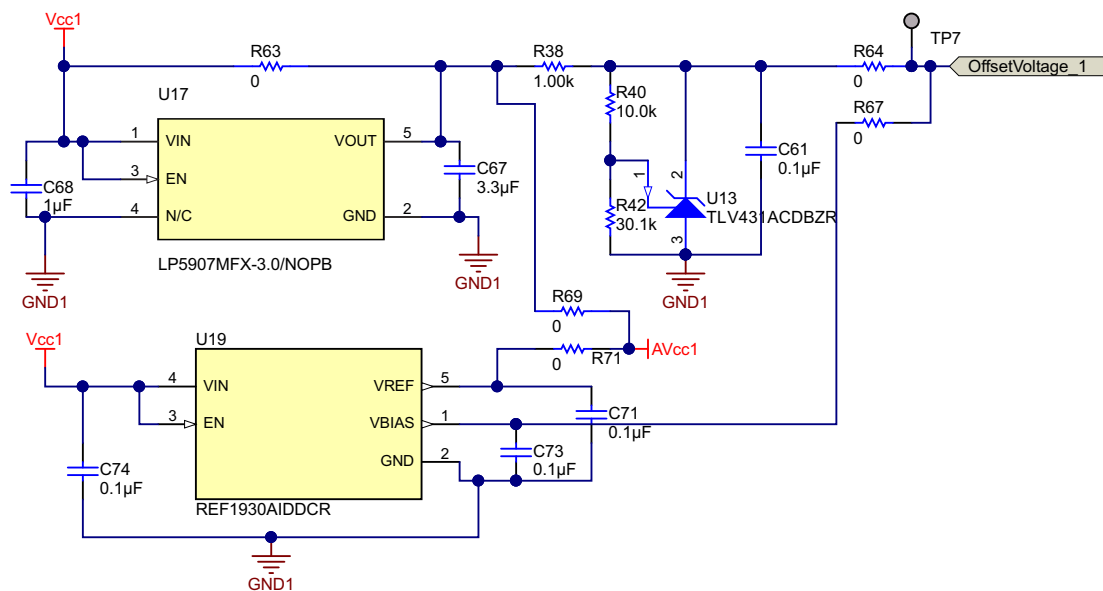 Vcc1
TP7
R63
0
R38
1.00k
R64
0
OffsetVoltage_1
U17
R40
10.0k
R67
0
1
VIN
VOUT
5
C67
3.3µF
C61
0.1µF
3
EN
C68
1µF
4
N/C
GND
2
1
2
R42
30.1k
U13
TLV431ACDBZR
3
LP5907MFX-3.0/NOPB
GND1
GND1
GND1
R69
0
Vcc1
U19
R71
0
AVcc1
4
VIN
VREF
5
3
EN
VBIAS
1
C71
0.1µF
GND
2
C73
0.1µF
C74
0.1µF
REF1930AIDDCR
GND1